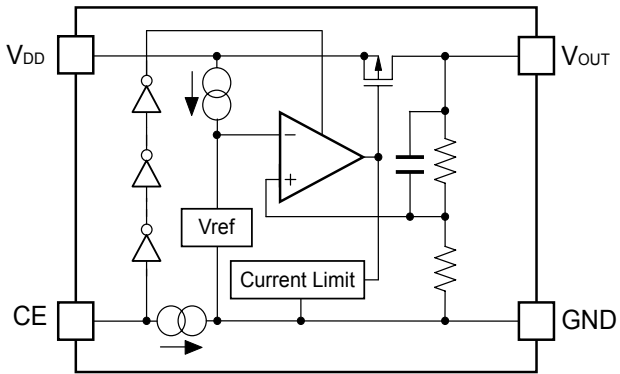 VDD
VOUT
−
+
Vref
Current Limit
CE
GND